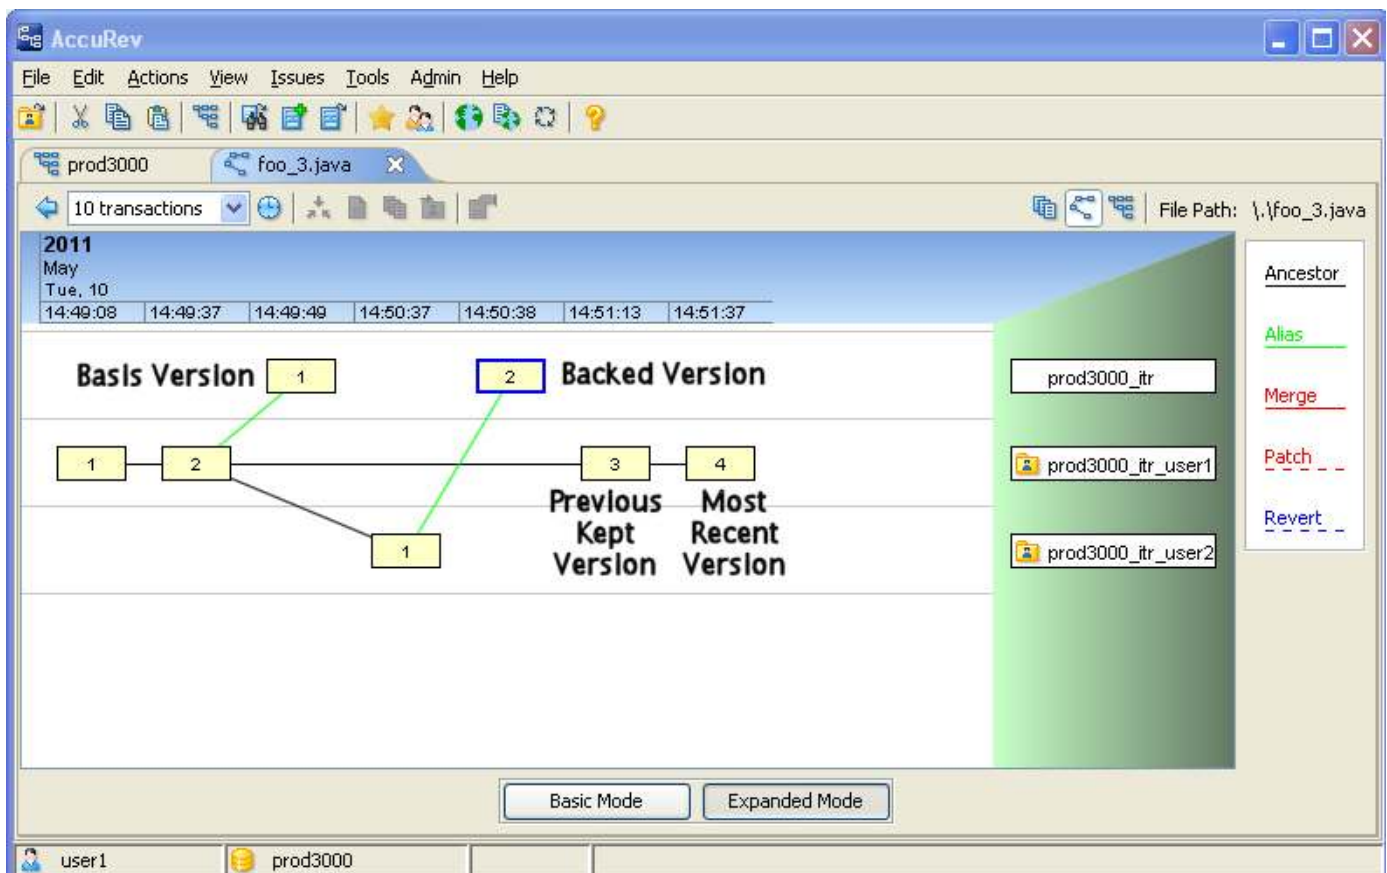 AccuRev
File Edit Actions View Issues Tools Admin Help
prod3000 foo_3.java
10 transactions File Path: \.\foo_3.java
2011
May
Tue, 10
14:49:08 14:49:37 14:49:49 14:50:37 14:50:38 14:51:13 14:51:37
Ancestor
Alias
Merge
Patch
Revert
Basis Version 1 2 Backed Version prod3000_itr
1 2 3 4 prod3000_itr_user1
Previous Kept Version
Most Recent Version
1 prod3000_itr_user2
Basic Mode Expanded Mode
user1 prod3000